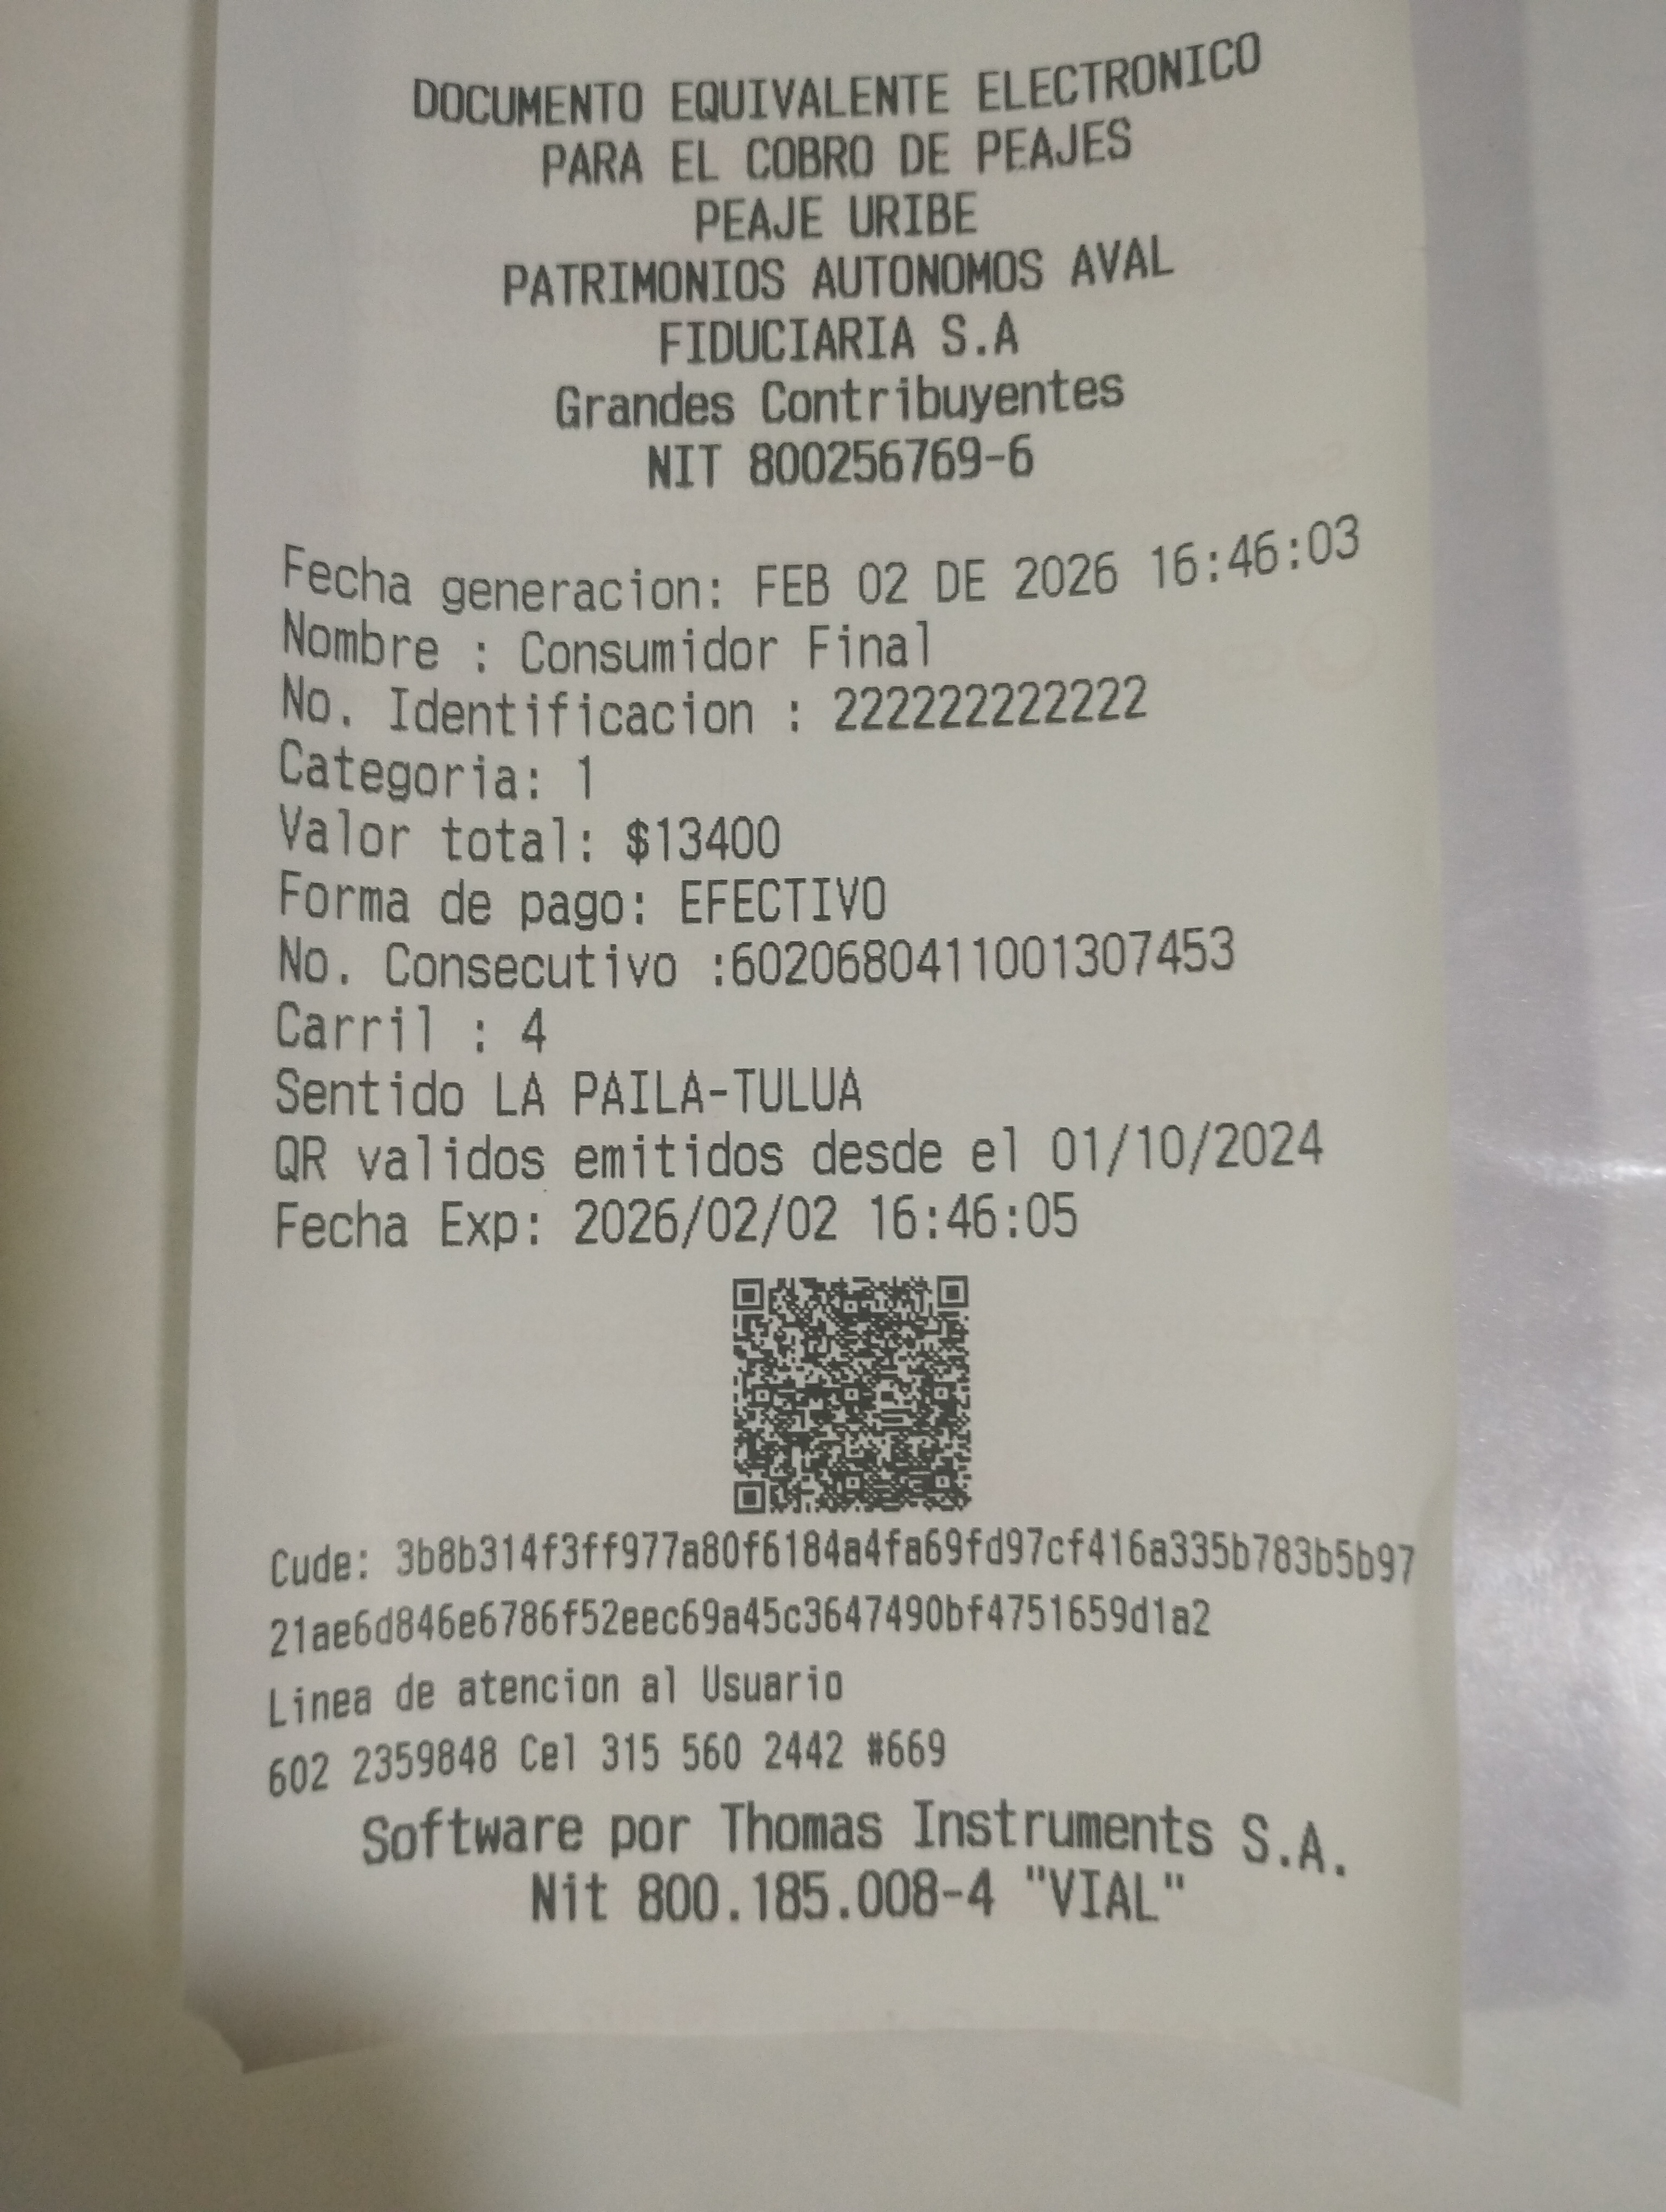 DOCUMENTO EQUIVALENTE ELECTRONICO
PARA EL COBRO DE PEAJES
PEAJE URIBE
PATRIMONIOS AUTONOMOS AVAL
FIDUCIARIA S.A
Grandes Contribuyentes
NIT 800256769-6
Fecha generacion: FEB 02 DE 2026 16:46:03
Nombre : Consumidor Final
No. Identificacion : 222222222222
Categoria: 1
Valor total: $13400
Forma de pago: EFECTIVO
No. Consecutivo :6020680411001307453
Carril : 4
Sentido LA PAILA-TULUA
QR validos emitidos desde el 01/10/2024
Fecha Exp: 2026/02/02 16:46:05
Cude: 3b8b314f3ff977a80f6184a4fa69fd97cf416a335b783b5b97
21ae6d846e6786f52eec69a45c3647490bf4751659d1a2
Linea de atencion al Usuario
602 2359848 Cel 315 560 2442 #669
Software por Thomas Instruments S.A.
Nit 800.185.008-4 "VIAL"